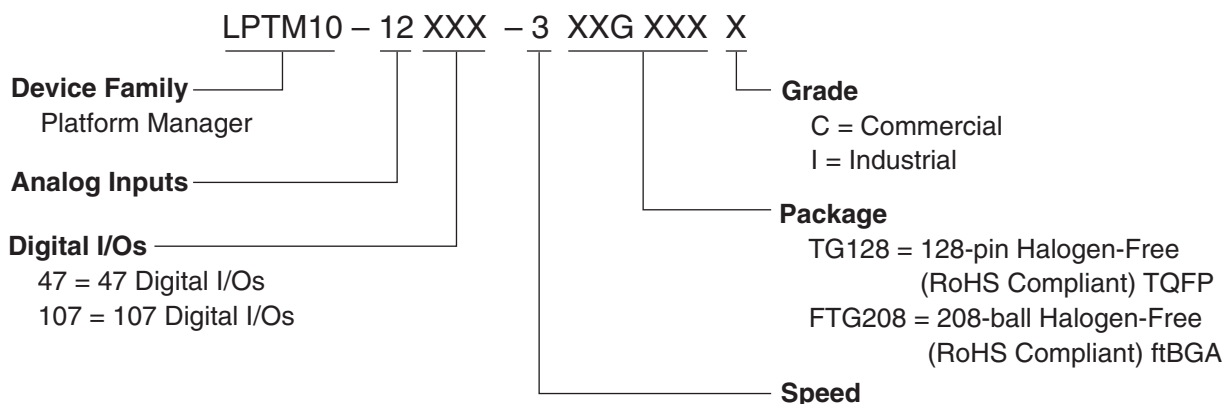 LPTM10 – 12 XXX – 3 XXG XXX X
Device Family
Platform Manager
Analog Inputs
Digital I/Os
47 = 47 Digital I/Os
107 = 107 Digital I/Os
Grade
C = Commercial
I = Industrial
Package
TG128 = 128-pin Halogen-Free
(RoHS Compliant) TQFP
FTG208 = 208-ball Halogen-Free
(RoHS Compliant) ftBGA
Speed